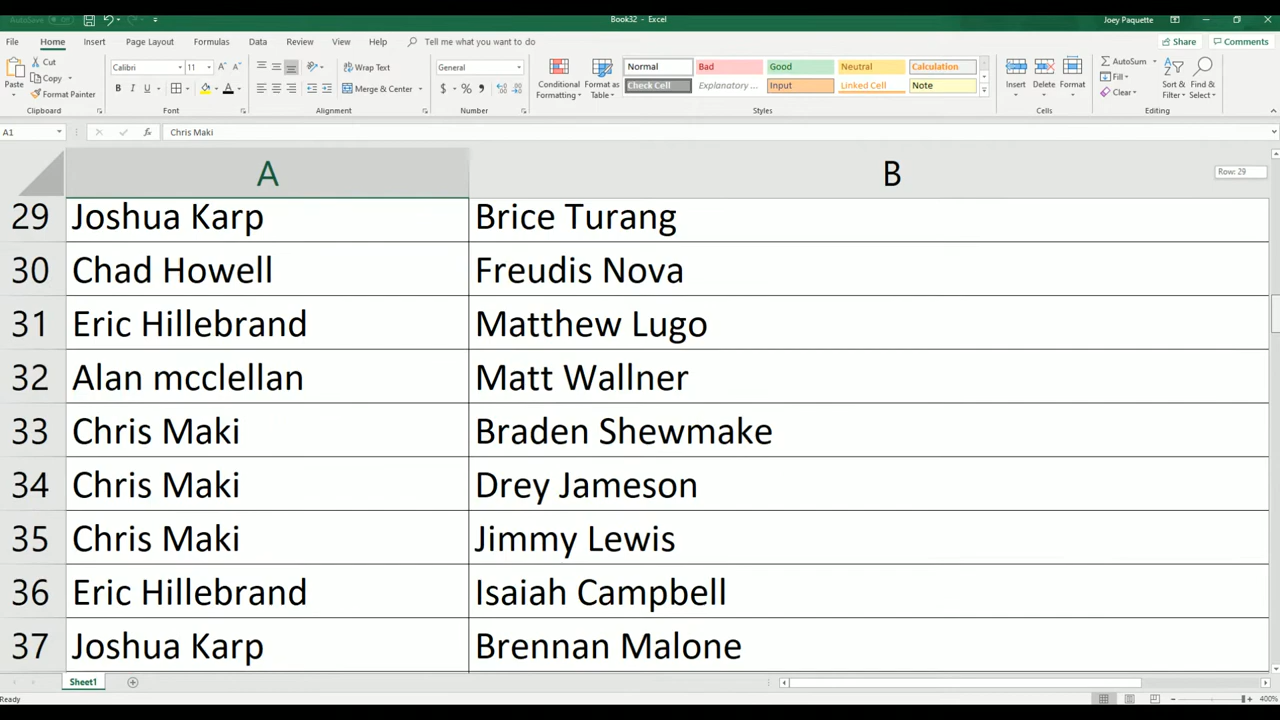 AutoSave Off
Book32 - Excel
Joey Paquette
File Home Insert Page Layout Formulas Data Review View Help Tell me what you want to do
Share Comments
Paste
Cut
Copy
Format Painter
Clipboard
Calibri 11
B I U
Font
Wrap Text
Merge & Center
Alignment
General
$ % ,
Number
Conditional Formatting
Format as Table
Normal Bad Good Neutral Calculation
Check Cell Explanatory ... Input Linked Cell Note
Styles
Insert Delete Format
Cells
AutoSum
Fill
Clear
Sort & Filter
Find & Select
Editing
A1 fx Chris Maki
A B
Row: 29
29 Joshua Karp Brice Turang
30 Chad Howell Freudis Nova
31 Eric Hillebrand Matthew Lugo
32 Alan mcclellan Matt Wallner
33 Chris Maki Braden Shewmake
34 Chris Maki Drey Jameson
35 Chris Maki Jimmy Lewis
36 Eric Hillebrand Isaiah Campbell
37 Joshua Karp Brennan Malone
Sheet1
Ready
400%